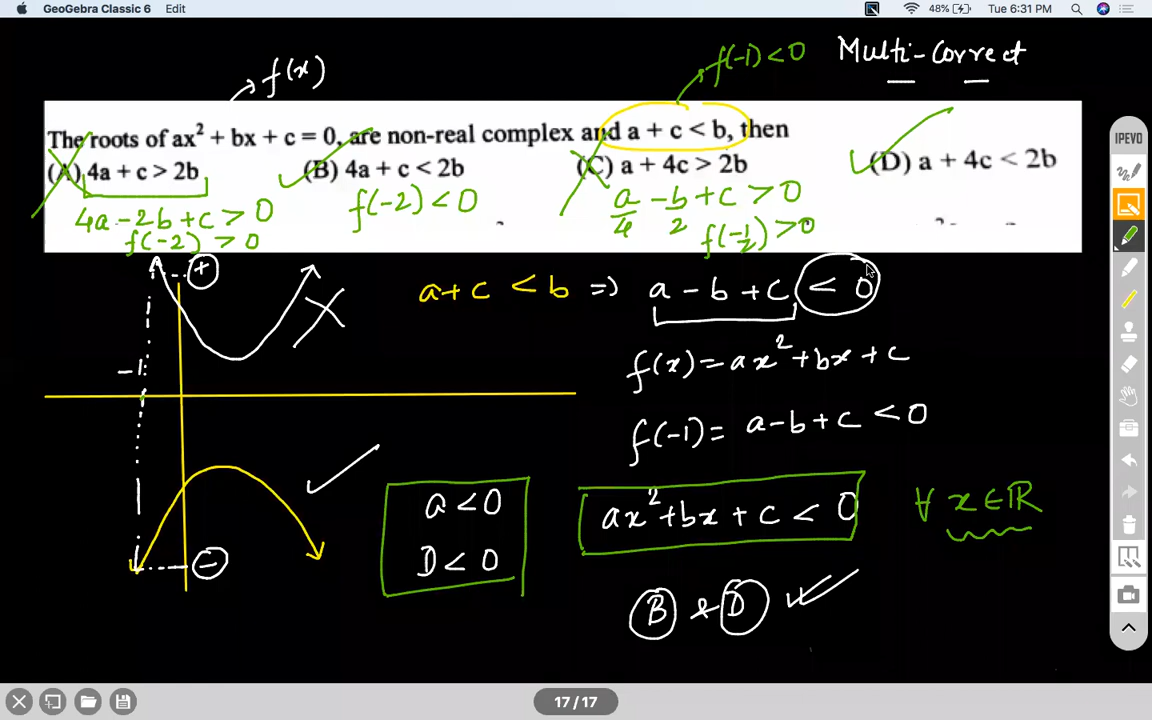 GeoGebra Classic 6 Edit 48% Tue 6:31 PM
f(-1) < 0
Multi-Correct
f(x)
The roots of ax² + bx + c = 0, are non-real complex and a + c < b, then
(A) 4a + c > 2b (B) 4a + c < 2b (C) a + 4c > 2b (D) a + 4c < 2b
4a - 2b + c > 0
f(-2) > 0
f(-2) < 0
a/4 - b/2 + c > 0
f(-1/2) > 0
+
a + c < b => a - b + c < 0
-1
f(x) = ax² + bx + c
f(-1) = a - b + c < 0
a < 0
D < 0
ax² + bx + c < 0 ∀ x ∈ ℝ
-
B & D
IPEVO
17 / 17